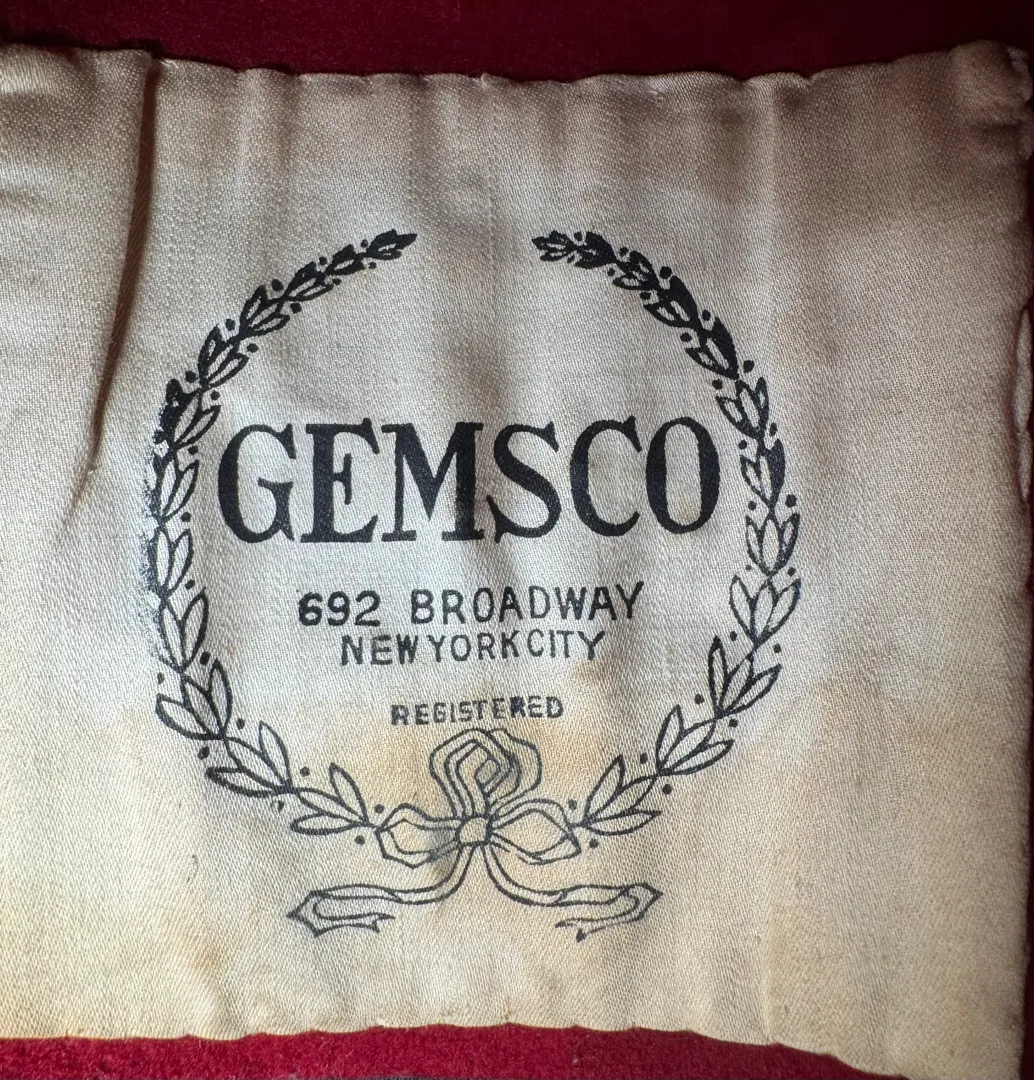 GEMSCO
692 BROADWAY
NEW YORK CITY
REGISTERED